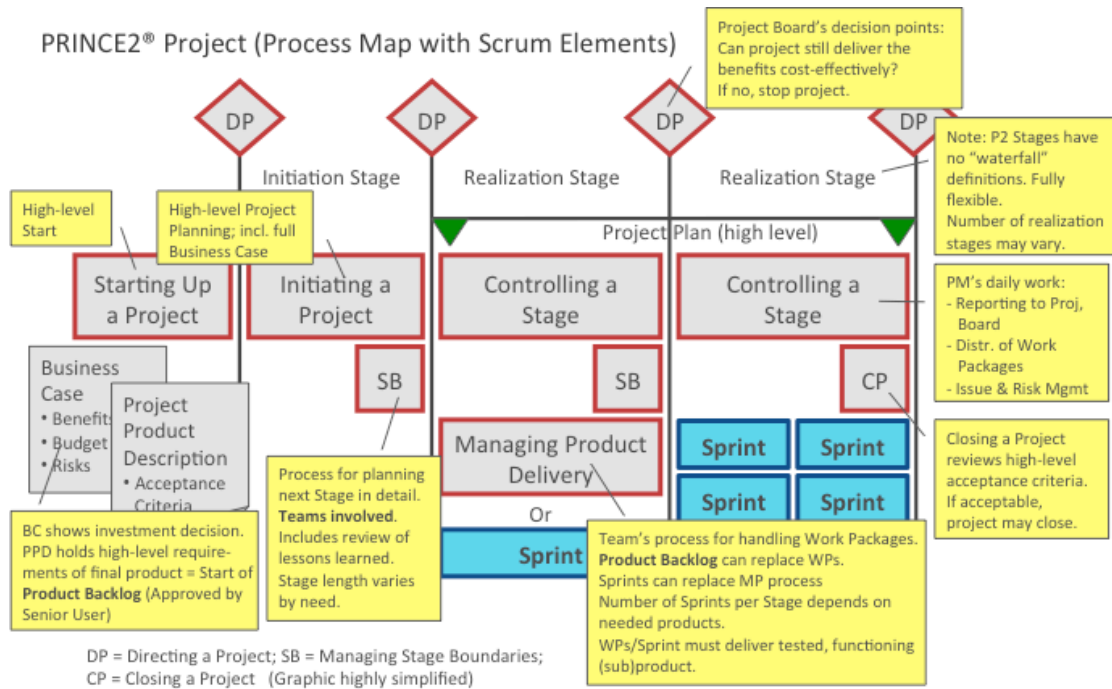 PRINCE2® Project (Process Map with Scrum Elements)
Project Board's decision points:
Can project still deliver the
benefits cost-effectively?
If no, stop project.
DP
DP
DP
DP
Note: P2 Stages have
no "waterfall"
definitions. Fully
flexible.
Number of realization
stages may vary.
Initiation Stage
Realization Stage
Realization Stage
High-level
Start
High-level Project
Planning; incl. full
Business Case
Project Plan (high level)
Starting Up
a Project
Initiating a
Project
Controlling a
Stage
Controlling a
Stage
PM's daily work:
- Reporting to Proj,
Board
- Distr. of Work
Packages
- Issue & Risk Mgmt
SB
SB
CP
Business
Case
• Benefits
• Budget
• Risks
Project
Product
Description
• Acceptance
Criteria
Managing Product
Delivery
Or
Sprint
Sprint
Sprint
Sprint
Sprint
Closing a Project
reviews high-level
acceptance criteria.
If acceptable,
project may close.
Process for planning
next Stage in detail.
Teams involved.
Includes review of
lessons learned.
Stage length varies
by need.
BC shows investment decision.
PPD holds high-level require-
ments of final product = Start of
Product Backlog (Approved by
Senior User)
Team's process for handling Work Packages.
Product Backlog can replace WPs.
Sprints can replace MP process
Number of Sprints per Stage depends on
needed products.
WPs/Sprint must deliver tested, functioning
(sub)product.
DP = Directing a Project; SB = Managing Stage Boundaries;
CP = Closing a Project (Graphic highly simplified)